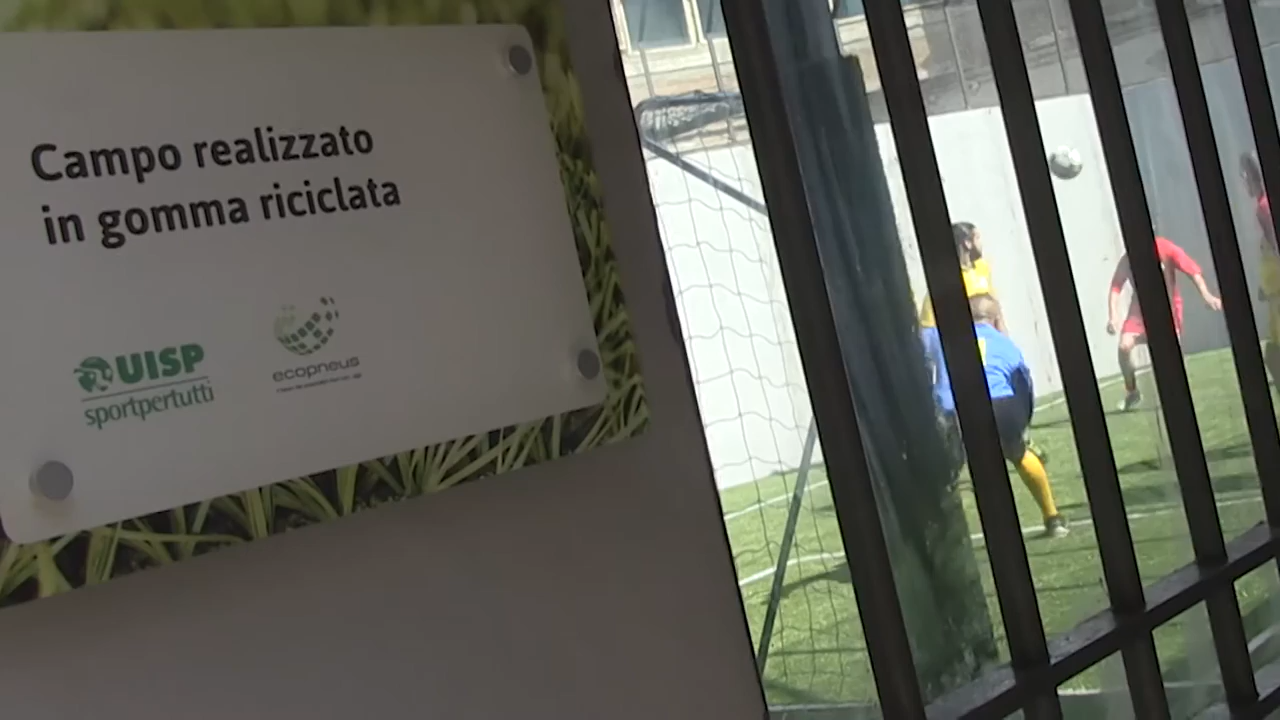 Campo realizzato
in gomma riciclata
UISP
sportpertutti
ecopneus